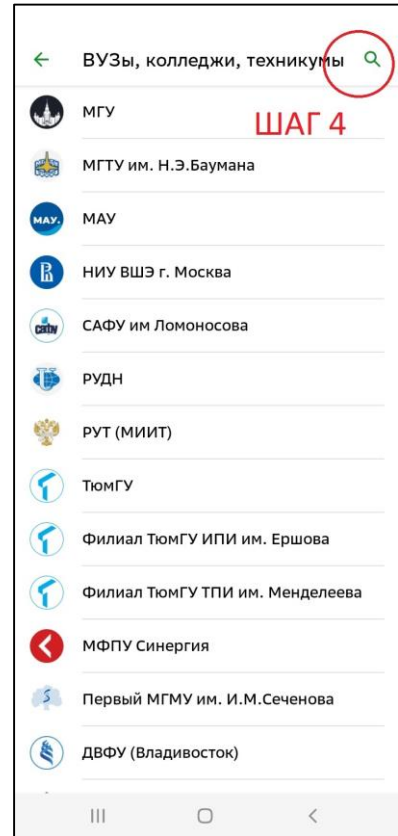 ВУЗы, колледжи, техникумы
МГУ
ШАГ 4
МГТУ им. Н.Э.Баумана
МАУ.
МАУ
НИУ ВШЭ г. Москва
сафу
САФУ им Ломоносова
РУДН
РУТ (МИИТ)
ТюмГУ
Филиал ТюмГУ ИПИ им. Ершова
Филиал ТюмГУ ТПИ им. Менделеева
МФПУ Синергия
Первый МГМУ им. И.М.Сеченова
ДВФУ (Владивосток)